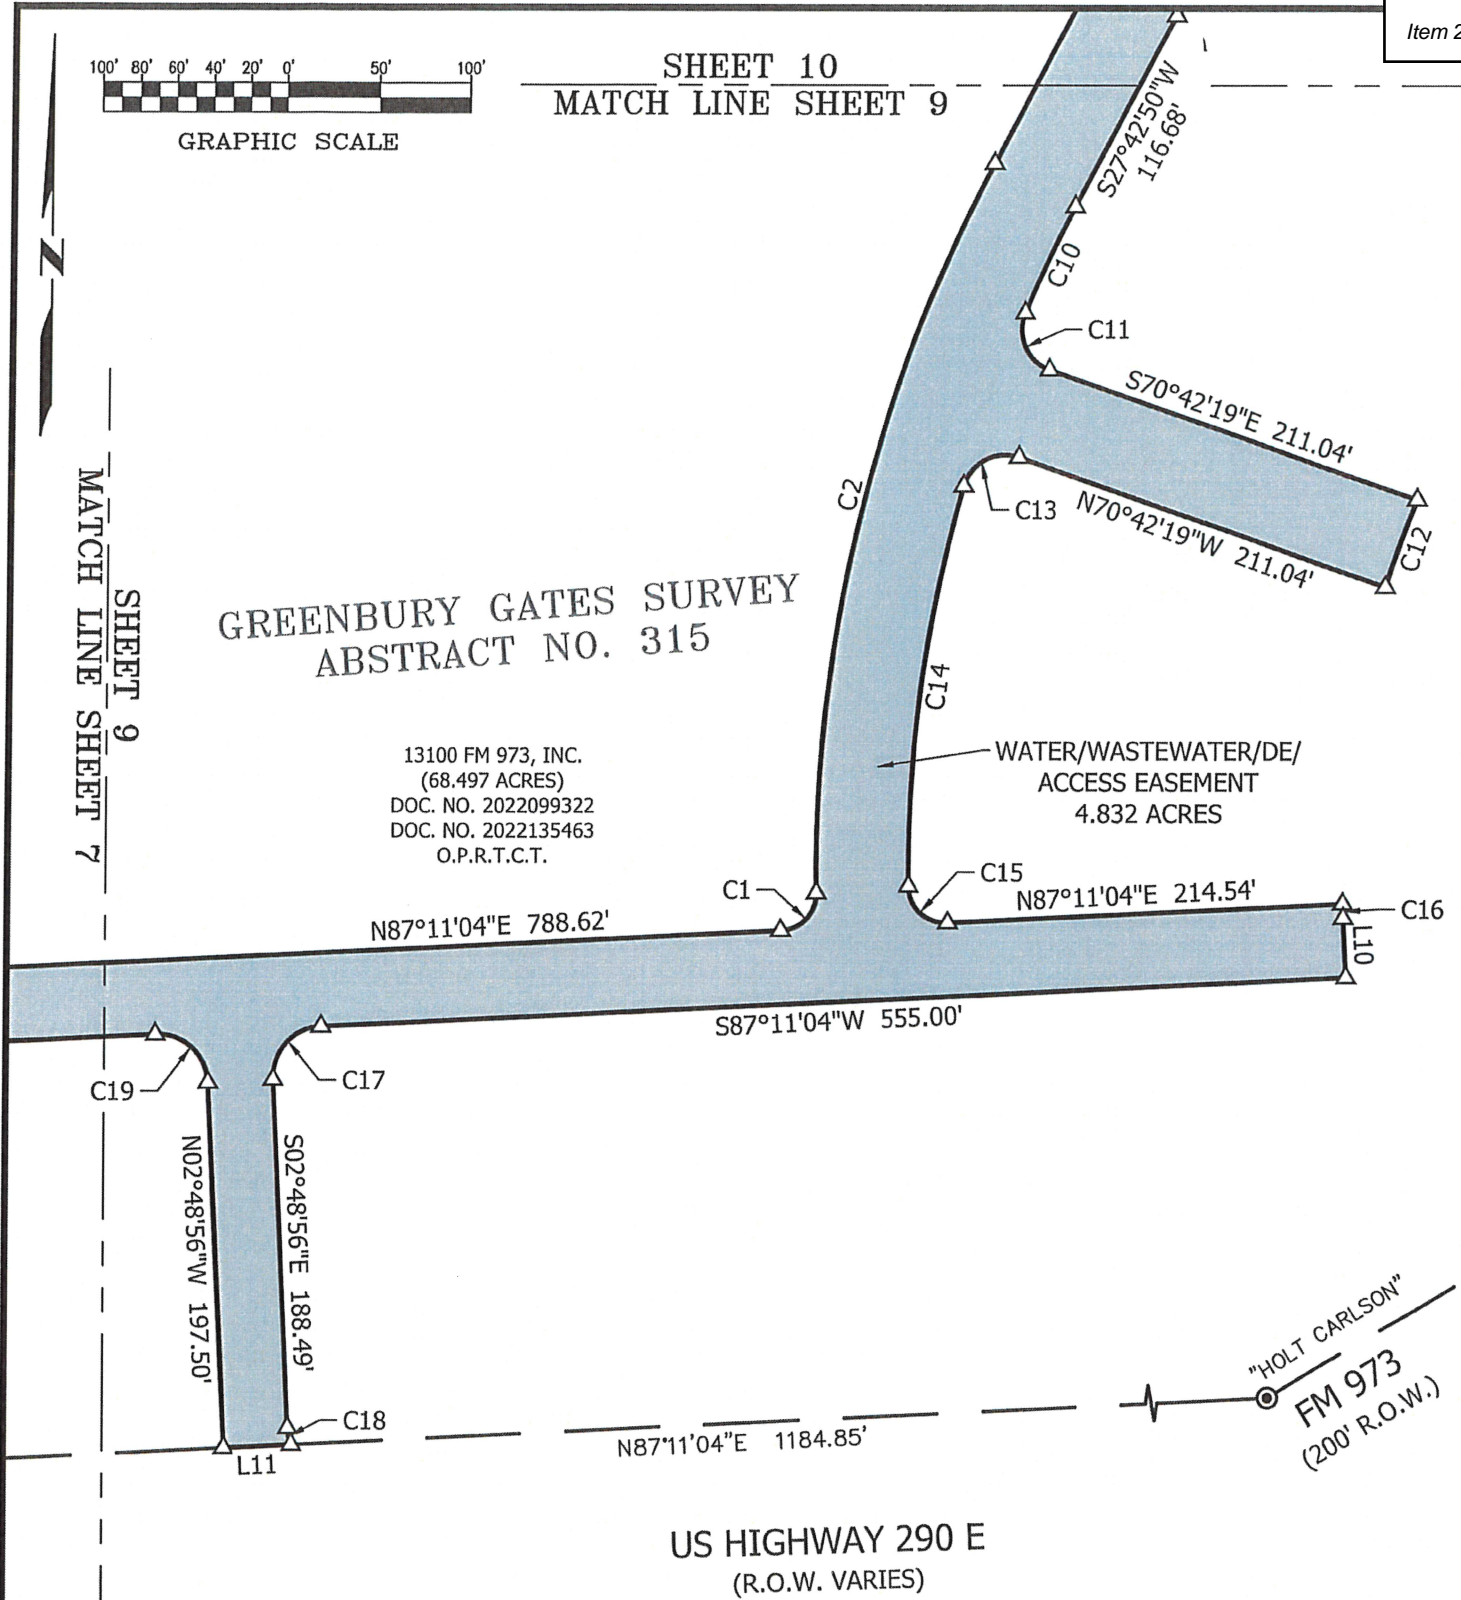 Item 2
100' 80' 60' 40' 20' 0' 50' 100'
GRAPHIC SCALE
SHEET 10
MATCH LINE SHEET 9
S27°42'50"W
116.68'
N
C10
C11
S70°42'19"E 211.04'
C2
C13
N70°42'19"W 211.04'
C12
SHEET 9
MATCH LINE SHEET 7
GREENBURY GATES SURVEY
ABSTRACT NO. 315
C14
13100 FM 973, INC.
(68.497 ACRES)
DOC. NO. 2022099322
DOC. NO. 2022135463
O.P.R.T.C.T.
WATER/WASTEWATER/DE/
ACCESS EASEMENT
4.832 ACRES
C1
C15
N87°11'04"E 214.54'
C16
L10
N87°11'04"E 788.62'
S87°11'04"W 555.00'
C19
C17
N02°48'56"W 197.50'
S02°48'56"E 188.49'
C18
L11
N87°11'04"E 1184.85'
"HOLT CARLSON"
FM 973
(200' R.O.W.)
US HIGHWAY 290 E
(R.O.W. VARIES)